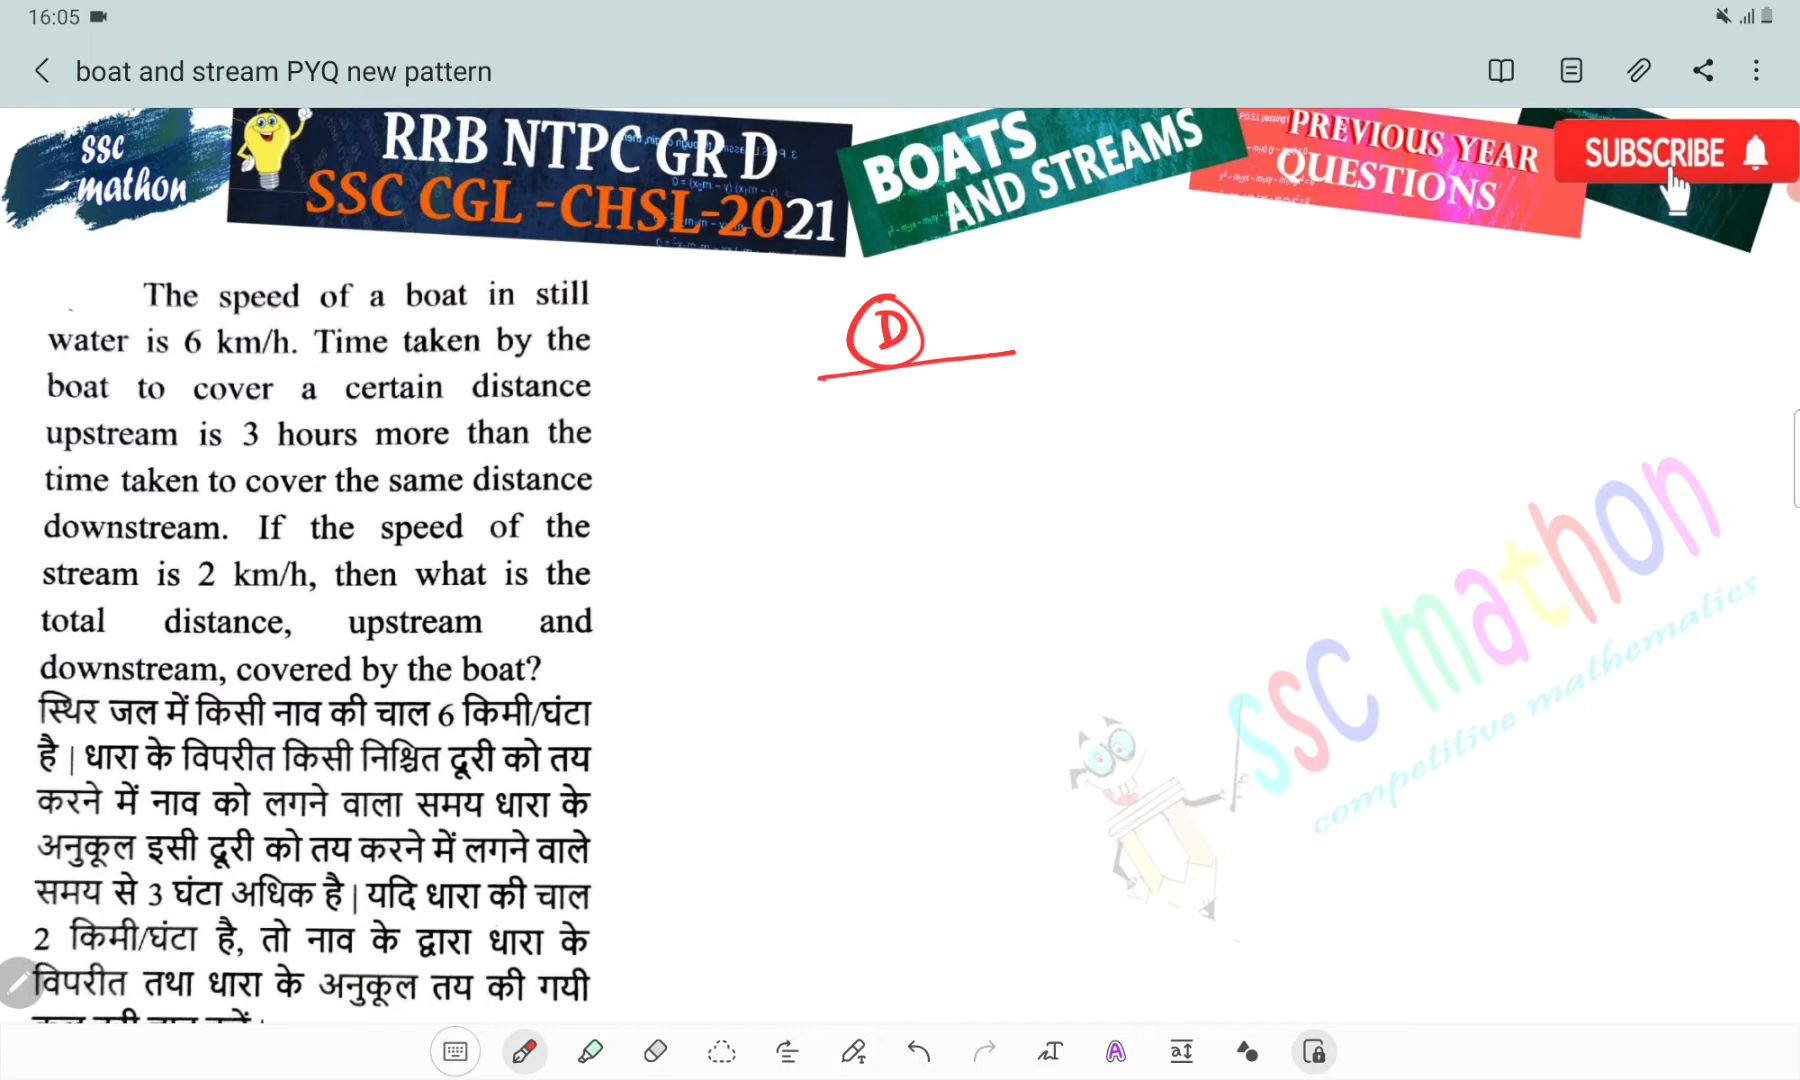 16:05
boat and stream PYQ new pattern
SSC
mathon
RRB NTPC GR D
SSC CGL -CHSL-2021
BOATS
AND STREAMS
PREVIOUS YEAR
QUESTIONS
SUBSCRIBE
The speed of a boat in still
water is 6 km/h. Time taken by the
boat to cover a certain distance
upstream is 3 hours more than the
time taken to cover the same distance
downstream. If the speed of the
stream is 2 km/h, then what is the
total distance, upstream and
downstream, covered by the boat?
स्थिर जल में किसी नाव की चाल 6 किमी/घंटा
है | धारा के विपरीत किसी निश्चित दूरी को तय
करने में नाव को लगने वाला समय धारा के
अनुकूल इसी दूरी को तय करने में लगने वाले
समय से 3 घंटा अधिक है | यदि धारा की चाल
2 किमी/घंटा है, तो नाव के द्वारा धारा के
विपरीत तथा धारा के अनुकूल तय की गयी
D
SSC mathon
competitive mathematics